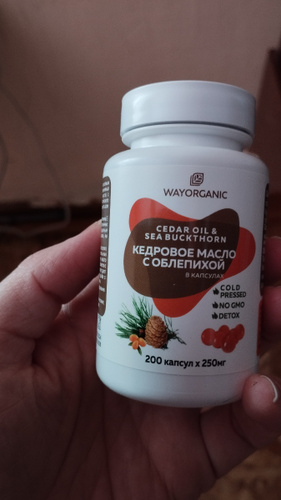 WAYORGANIC
CEDAR OIL &
SEA BUCKTHORN
КЕДРОВОЕ МАСЛО
С ОБЛЕПИХОЙ
В КАПСУЛАХ
COLD
PRESSED
NO GMO
DETOX
200 капсул х 250мг